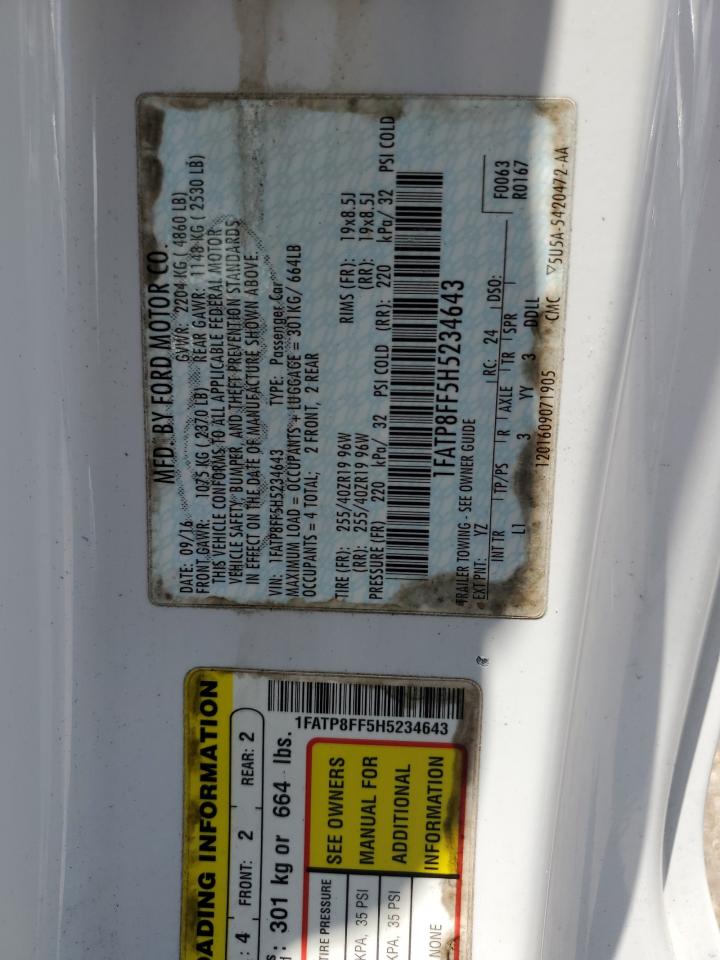 MFD. BY FORD MOTOR CO.
DATE: 09/16 GVWR: 2204 KG ( 4860 LB)
FRONT GAWR: 1075 KG ( 2370 LB) REAR GAWR: 1148 KG ( 2530 LB)
THIS VEHICLE CONFORMS TO ALL APPLICABLE FEDERAL MOTOR
VEHICLE SAFETY, BUMPER, AND THEFT PREVENTION STANDARDS
IN EFFECT ON THE DATE OF MANUFACTURE SHOWN ABOVE.
VIN: 1FATP8FF5H5234643 TYPE: Passenger Car
MAXIMUM LOAD = OCCUPANTS + LUGGAGE = 301KG/ 664LB
OCCUPANTS = 4 TOTAL; 2 FRONT, 2 REAR
TIRE (FR): 255/40ZR19 96W RIMS (FR): 19x8.5J
(RR): 255/40ZR19 96W (RR): 19x8.5J
PRESSURE (FR) 220 kPa/ 32 PSI COLD (RR): 220 kPa/ 32 PSI COLD
1FATP8FF5H5234643
TRAILER TOWING - SEE OWNER GUIDE
F0063
R0167
EXT PNT: YZ RC: 24 DSO:
INT TR TP/PS R AXLE TR SPR
LI 3 YY 3 DDLL
1201609071905 CMC ▽5U5A-5420472-AA
ADING INFORMATION
: 4 FRONT: 2 REAR: 2
: 301 kg or 664 lbs.
1FATP8FF5H5234643
TIRE PRESSURE
KPA, 35 PSI
KPA, 35 PSI
NONE
SEE OWNERS
MANUAL FOR
ADDITIONAL
INFORMATION